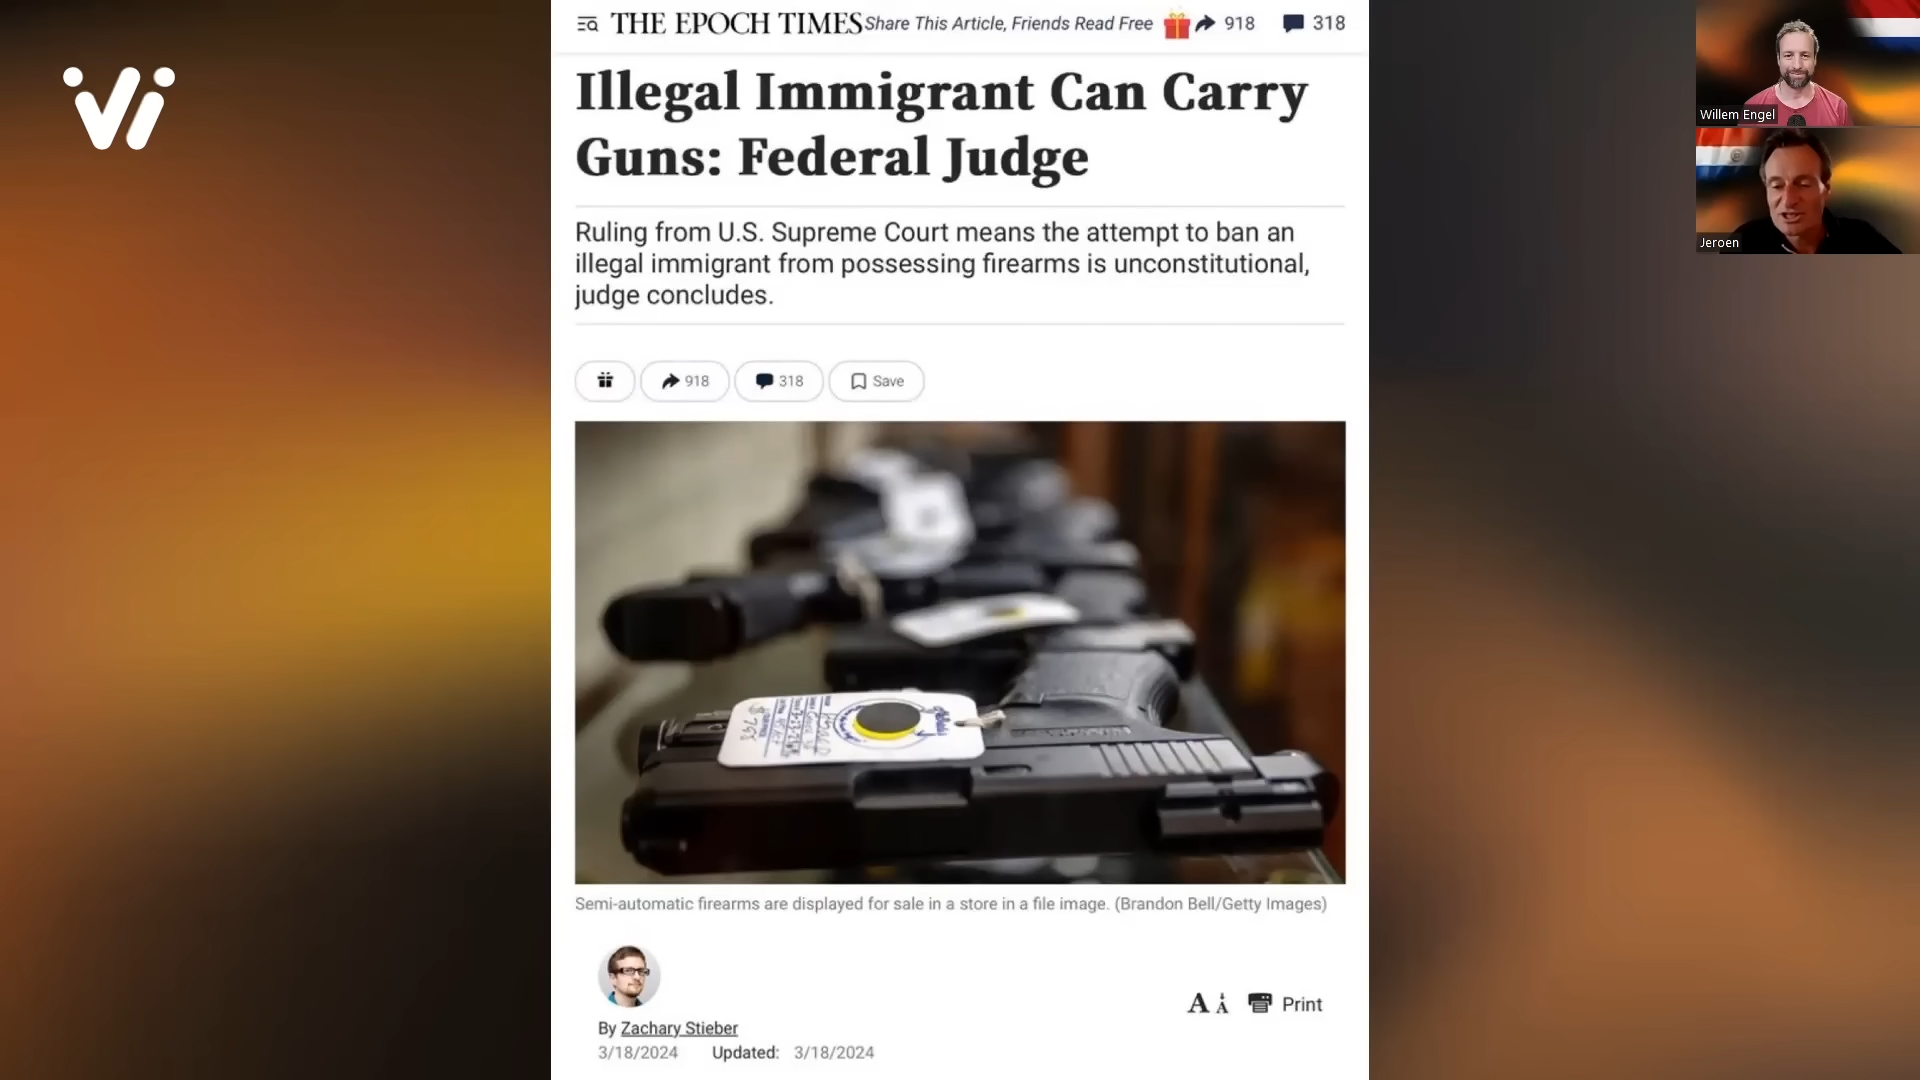 THE EPOCH TIMES Share This Article, Friends Read Free 918 318
Illegal Immigrant Can Carry
Guns: Federal Judge
Ruling from U.S. Supreme Court means the attempt to ban an
illegal immigrant from possessing firearms is unconstitutional,
judge concludes.
918 318 Save
Semi-automatic firearms are displayed for sale in a store in a file image. (Brandon Bell/Getty Images)
By Zachary Stieber
3/18/2024 Updated: 3/18/2024
A A Print
Willem Engel
Jeroen